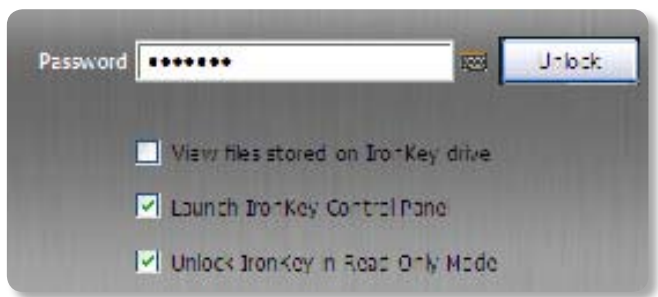 Password ••••••• Unlock
View files stored on IronKey drive
Launch IronKey Control Panel
Unlock IronKey in Read Only Mode